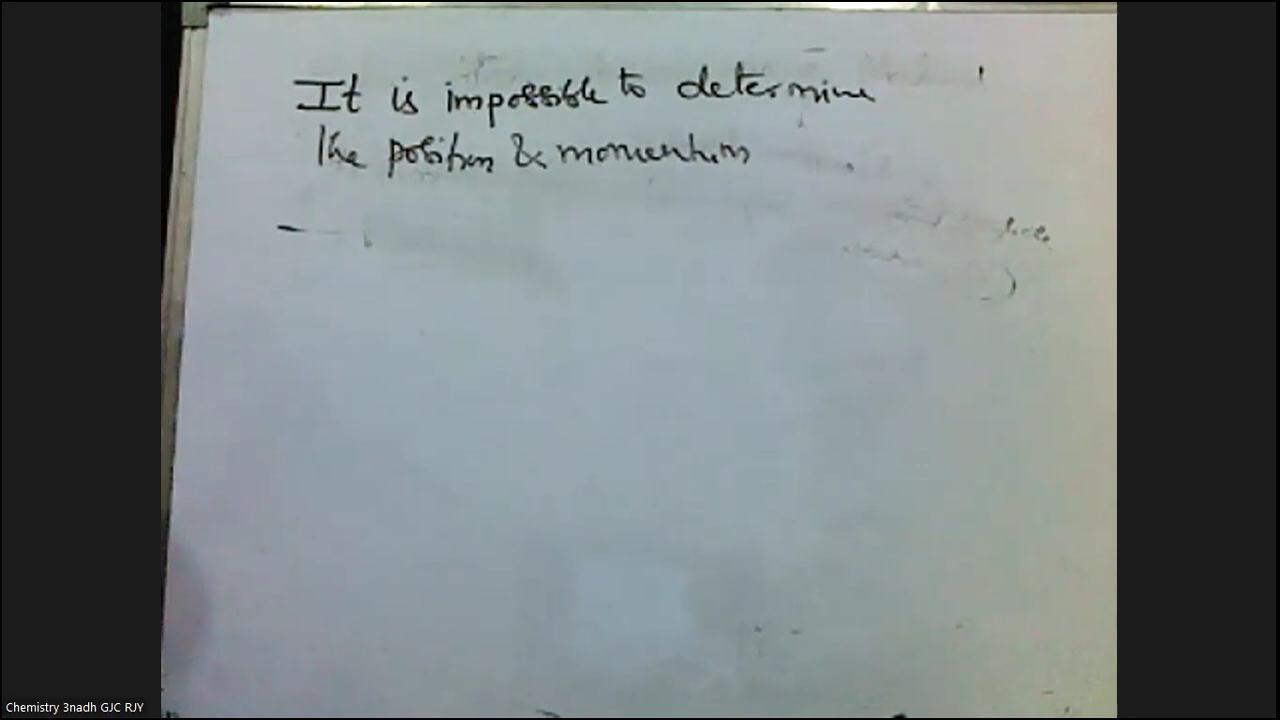 It is impossible to determine
the position & momentum
Chemistry 3nadh GJC RJY